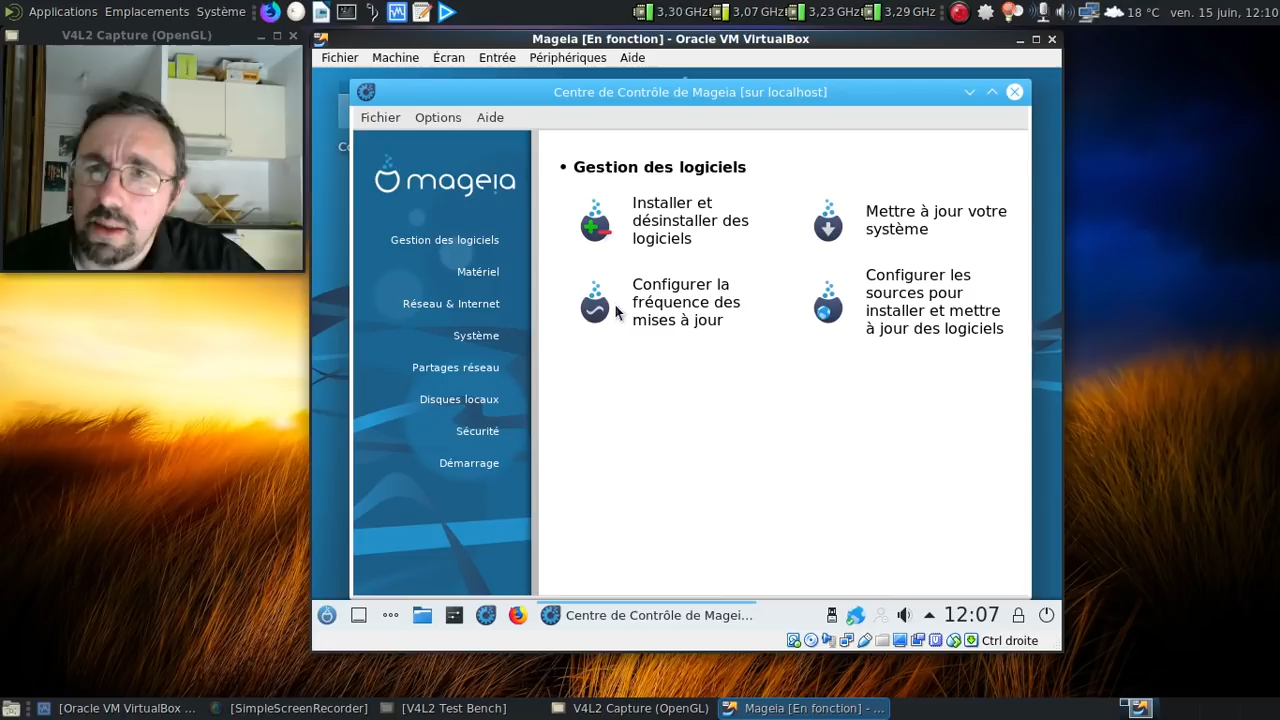 Applications Emplacements Système
3,30 GHz 3,07 GHz 3,23 GHz 3,29 GHz 18 °C ven. 15 juin, 12:10
V4L2 Capture (OpenGL)
Mageia [En fonction] - Oracle VM VirtualBox
Fichier Machine Écran Entrée Périphériques Aide
Centre de Contrôle de Mageia [sur localhost]
Fichier Options Aide
mageia
Gestion des logiciels
Matériel
Réseau & Internet
Système
Partages réseau
Disques locaux
Sécurité
Démarrage
• Gestion des logiciels
Installer et
désinstaller des
logiciels
Mettre à jour votre
système
Configurer la
fréquence des
mises à jour
Configurer les
sources pour
installer et mettre
à jour des logiciels
Centre de Contrôle de Magei...
12:07
Ctrl droite
[Oracle VM VirtualBox ...
[SimpleScreenRecorder]
[V4L2 Test Bench]
V4L2 Capture (OpenGL)
Mageia [En fonction] - ...